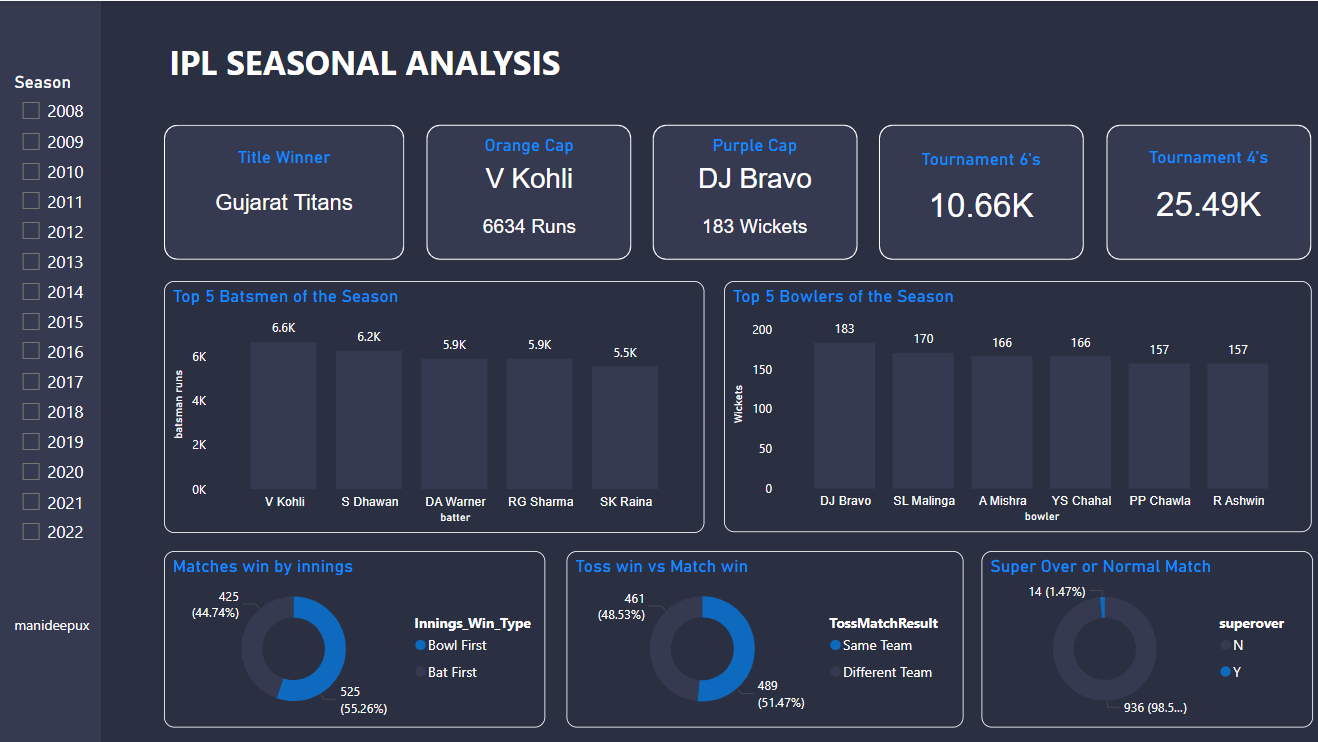 IPL SEASONAL ANALYSIS
Season
2008
2009
2010
2011
2012
2013
2014
2015
2016
2017
2018
2019
2020
2021
2022
manideepux
Title Winner
Gujarat Titans
Orange Cap
V Kohli
6634 Runs
Purple Cap
DJ Bravo
183 Wickets
Tournament 6's
10.66K
Tournament 4's
25.49K
Top 5 Batsmen of the Season
batsman runs
6K
4K
2K
0K
6.6K
6.2K
5.9K
5.9K
5.5K
V Kohli
S Dhawan
DA Warner
RG Sharma
SK Raina
batter
Top 5 Bowlers of the Season
Wickets
200
150
100
50
0
183
170
166
166
157
157
DJ Bravo
SL Malinga
A Mishra
YS Chahal
PP Chawla
R Ashwin
bowler
Matches win by innings
425
(44.74%)
525
(55.26%)
Innings_Win_Type
Bowl First
Bat First
Toss win vs Match win
461
(48.53%)
489
(51.47%)
TossMatchResult
Same Team
Different Team
Super Over or Normal Match
14 (1.47%)
936 (98.5...)
superover
N
Y